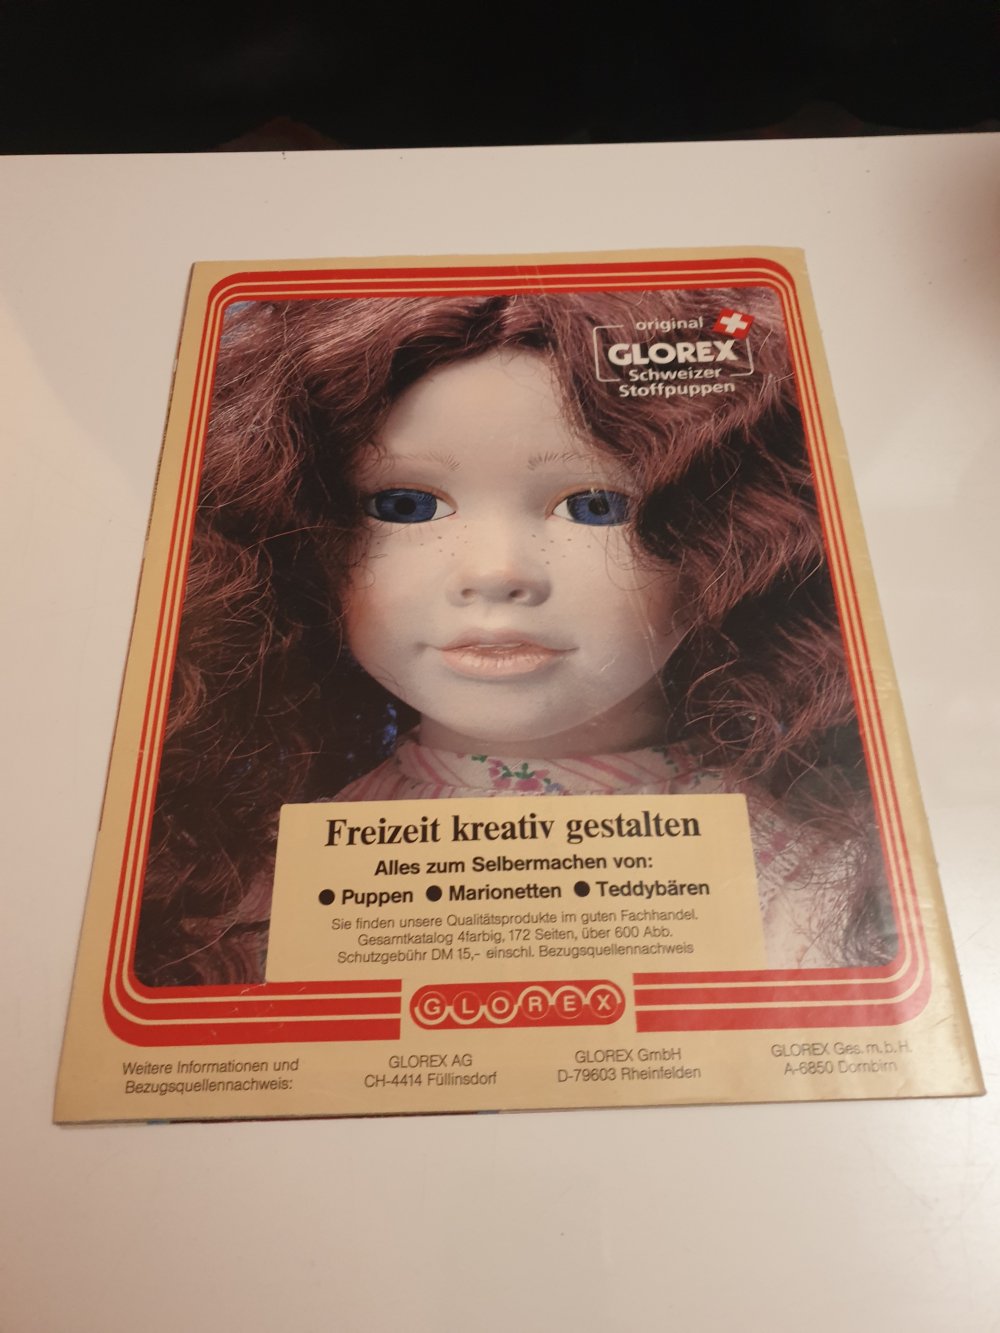 original
GLOREX
Schweizer
Stoffpuppen
Freizeit kreativ gestalten
Alles zum Selbermachen von:
● Puppen ● Marionetten ● Teddybären
Sie finden unsere Qualitätsprodukte im guten Fachhandel.
Gesamtkatalog 4farbig, 172 Seiten, über 600 Abb.
Schutzgebühr DM 15,- einschl. Bezugsquellennachweis
GLOREX
Weitere Informationen und
Bezugsquellennachweis:
GLOREX AG
CH-4414 Füllinsdorf
GLOREX GmbH
D-79603 Rheinfelden
GLOREX Ges.m.b.H.
A-6850 Dornbirn